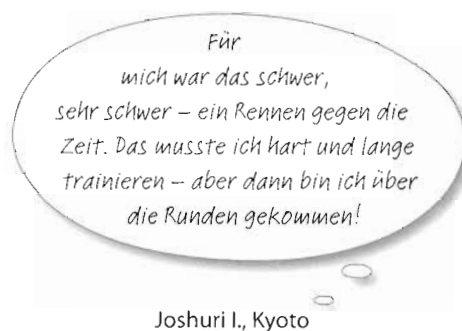 Für
mich war das schwer,
sehr schwer – ein Rennen gegen die
Zeit. Das musste ich hart und lange
trainieren – aber dann bin ich über
die Runden gekommen!
Joshuri I., Kyoto